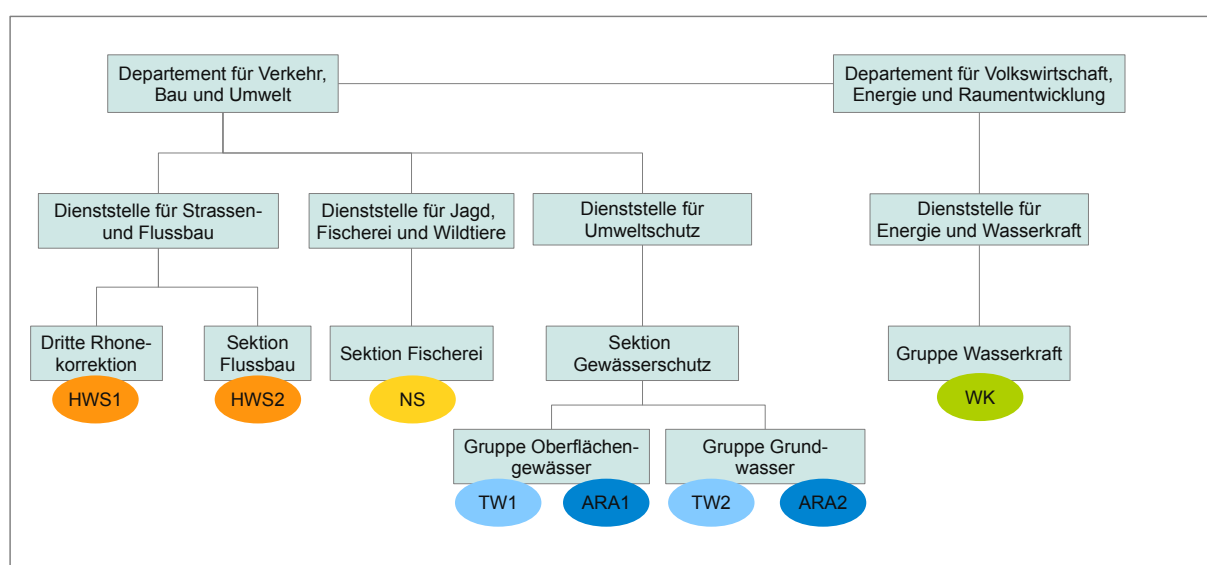 Departement für Verkehr,
Bau und Umwelt
Departement für Volkswirtschaft,
Energie und Raumentwicklung
Dienststelle für Strassen-
und Flussbau
Dienststelle für Jagd,
Fischerei und Wildtiere
Dienststelle für
Umweltschutz
Dienststelle für
Energie und Wasserkraft
Dritte Rhone-
korrektion
HWS1
Sektion
Flussbau
HWS2
Sektion Fischerei
NS
Sektion
Gewässerschutz
Gruppe Wasserkraft
WK
Gruppe Oberflächen-
gewässer
TW1
ARA1
Gruppe Grund-
wasser
TW2
ARA2